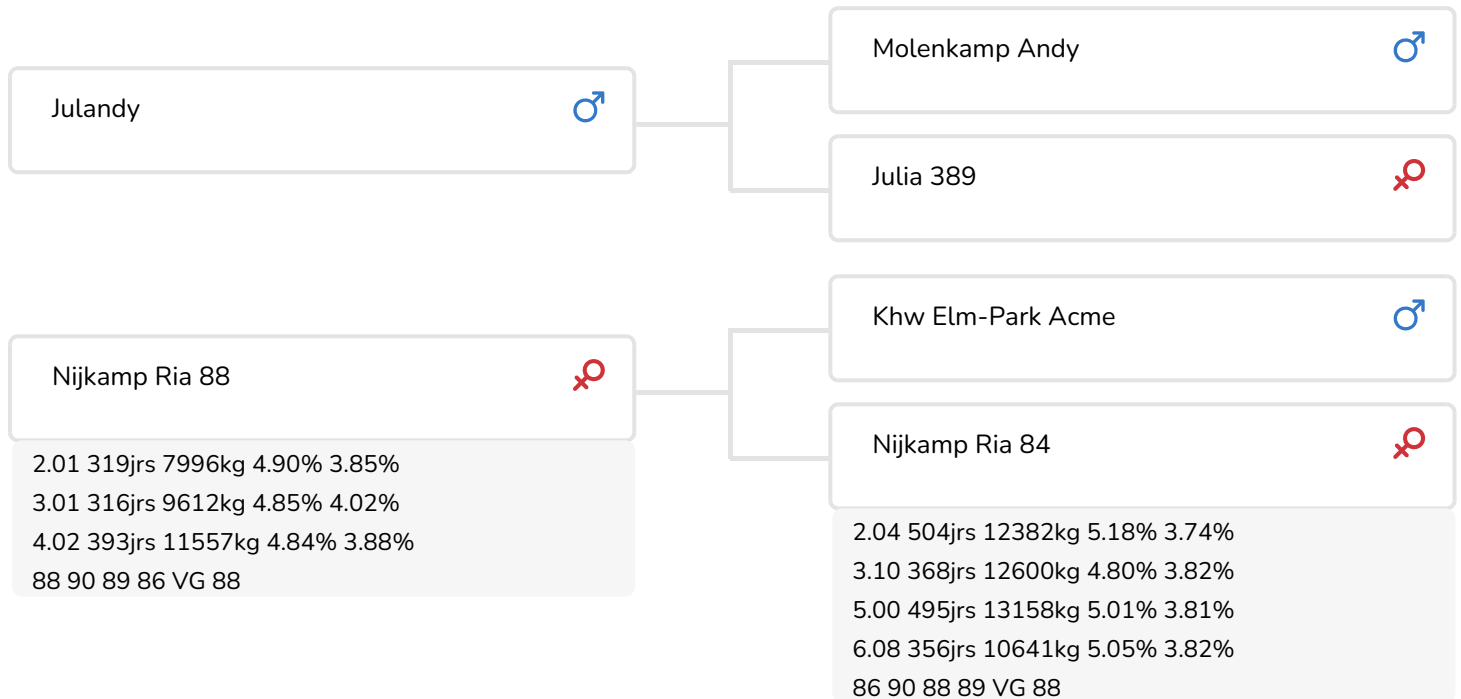 Molenkamp Andy
Julandy
Julia 389
Khw Elm-Park Acme
Nijkamp Ria 88
2.01 319jrs 7996kg 4.90% 3.85%
3.01 316jrs 9612kg 4.85% 4.02%
4.02 393jrs 11557kg 4.84% 3.88%
88 90 89 86 VG 88
Nijkamp Ria 84
2.04 504jrs 12382kg 5.18% 3.74%
3.10 368jrs 12600kg 4.80% 3.82%
5.00 495jrs 13158kg 5.01% 3.81%
6.08 356jrs 10641kg 5.05% 3.82%
86 90 88 89 VG 88